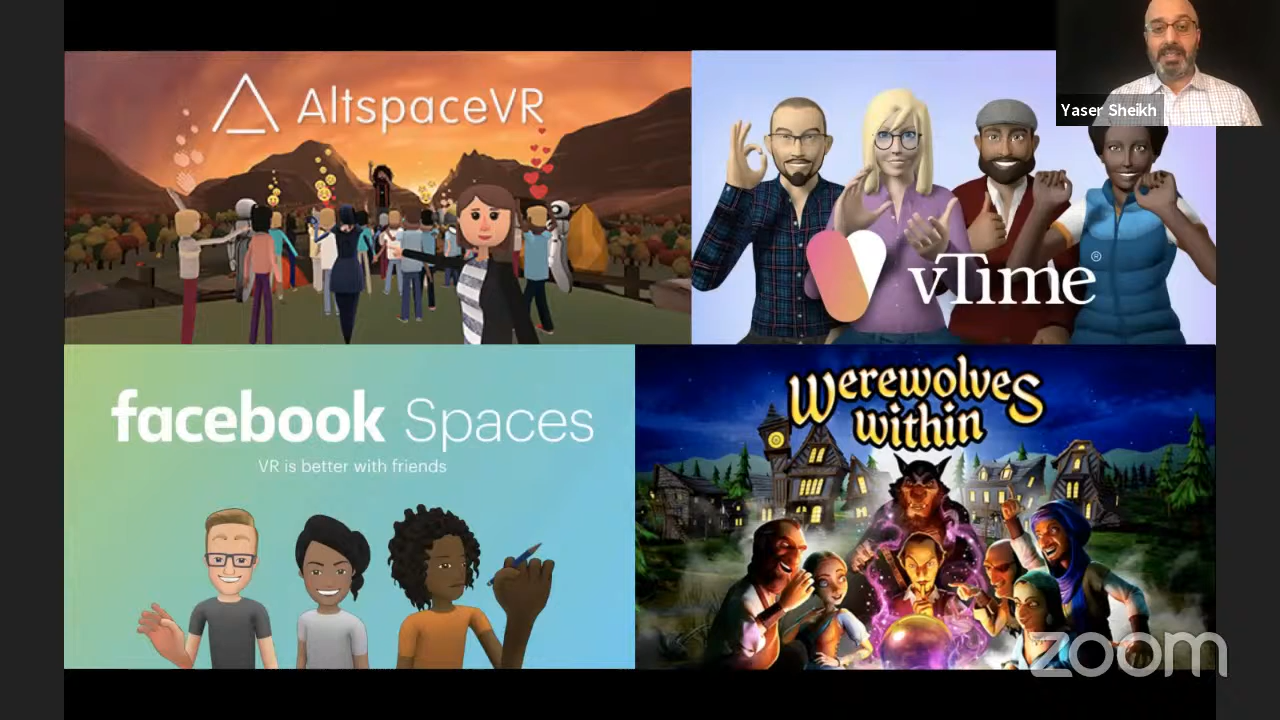 AltspaceVR
Yaser Sheikh
vTime®
facebook Spaces
VR is better with friends
Werewolves
within
zoom